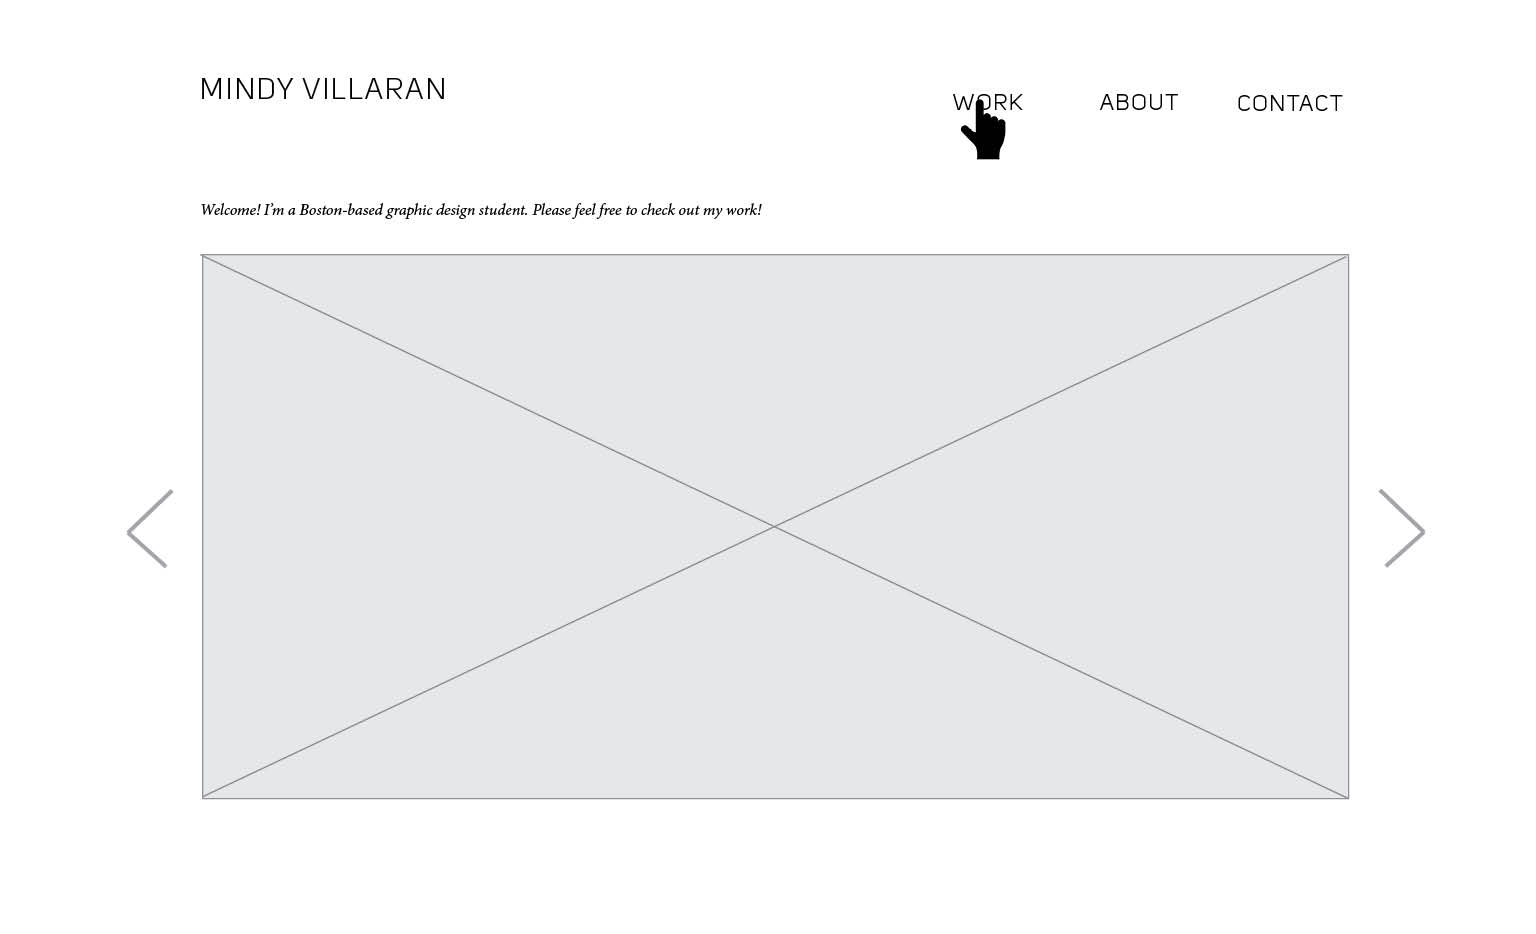 MINDY VILLARAN
WORK ABOUT CONTACT
Welcome! I’m a Boston-based graphic design student. Please feel free to check out my work!